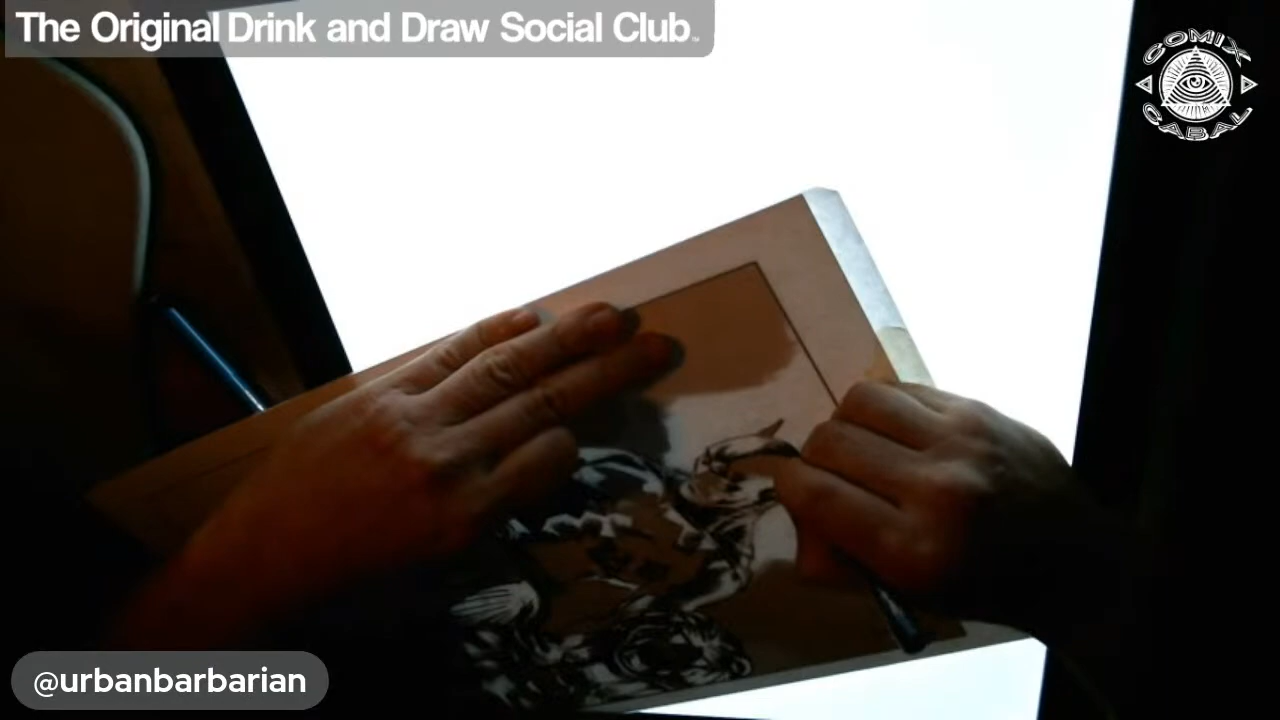 The Original Drink and Draw Social Club™
COMIX
CABAL
@urbanbarbarian